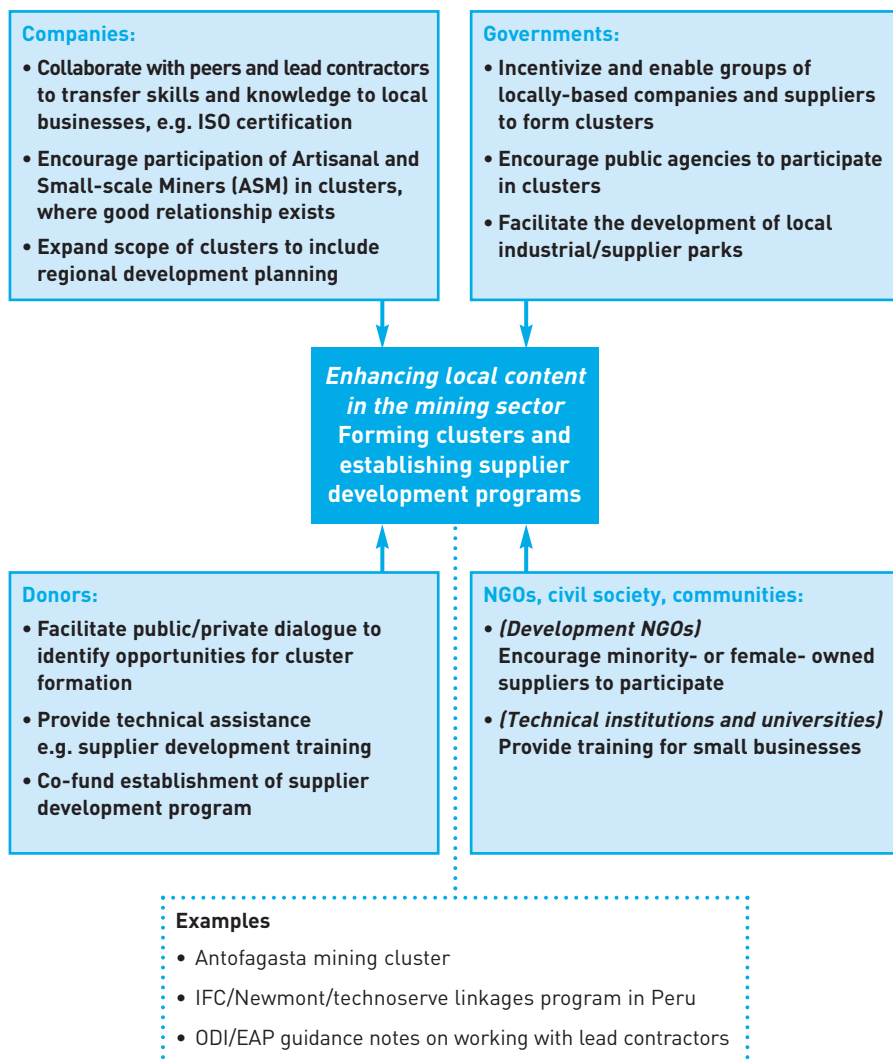 Companies:
• Collaborate with peers and lead contractors
to transfer skills and knowledge to local
businesses, e.g. ISO certification
• Encourage participation of Artisanal and
Small-scale Miners (ASM) in clusters,
where good relationship exists
• Expand scope of clusters to include
regional development planning
Governments:
• Incentivize and enable groups of
locally-based companies and suppliers
to form clusters
• Encourage public agencies to participate
in clusters
• Facilitate the development of local
industrial/supplier parks
Enhancing local content
in the mining sector
Forming clusters and
establishing supplier
development programs
Donors:
• Facilitate public/private dialogue to
identify opportunities for cluster
formation
• Provide technical assistance
e.g. supplier development training
• Co-fund establishment of supplier
development program
NGOs, civil society, communities:
• (Development NGOs)
Encourage minority- or female- owned
suppliers to participate
• (Technical institutions and universities)
Provide training for small businesses
Examples
• Antofagasta mining cluster
• IFC/Newmont/technoserve linkages program in Peru
• ODI/EAP guidance notes on working with lead contractors